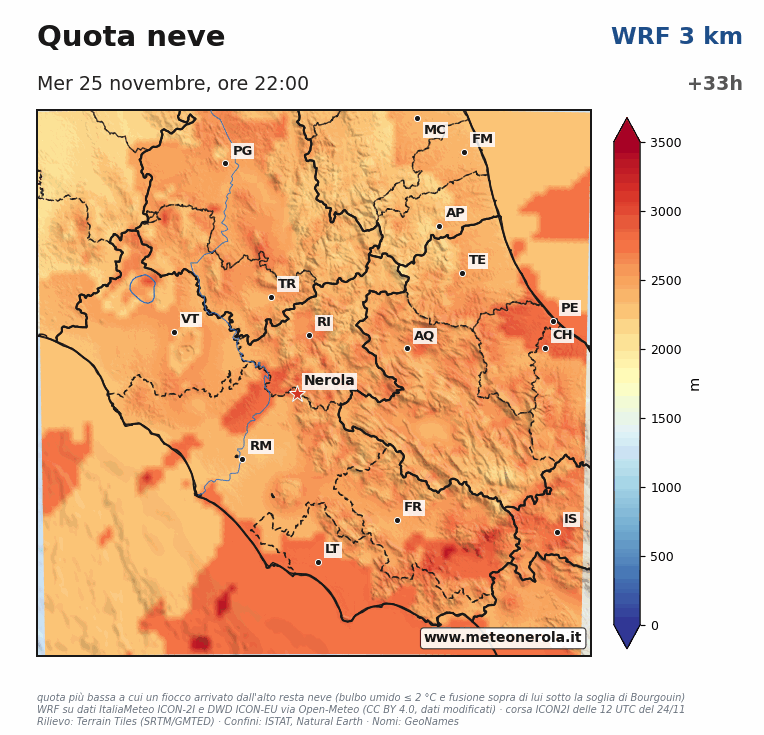 Quota neve
WRF 3 km
Mer 25 novembre, ore 22:00
+33h
MC
FM
PG
AP
TE
TR
PE
VT
RI
AQ
CH
Nerola
RM
FR
IS
LT
www.meteonerola.it
3500
3000
2500
2000
1500
1000
500
0
m
quota più bassa a cui un fiocco arrivato dall'alto resta neve (bulbo umido ≤ 2 °C e fusione sopra di lui sotto la soglia di Bourgouin)
WRF su dati ItaliaMeteo ICON-2I e DWD ICON-EU via Open-Meteo (CC BY 4.0, dati modificati) · corsa ICON2I delle 12 UTC del 24/11
Rilievo: Terrain Tiles (SRTM/GMTED) · Confini: ISTAT, Natural Earth · Nomi: GeoNames